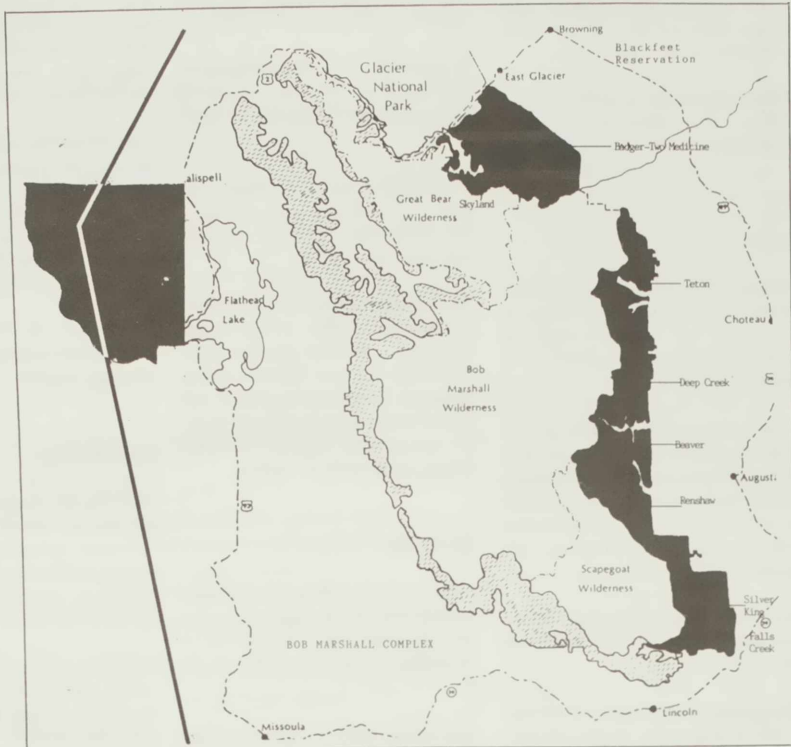 Browning
Blackfeet
Reservation
East Glacier
Glacier
National
Park
2
Badger-Two Medicine
alispell
Great Bear
Wilderness
Skyland
Flathead
Lake
Teton
Choteau
Bob
Marshall
Wilderness
Deep Creek
Beaver
Augusta
Renshaw
Scapegoat
Wilderness
Silver
King
Falls
Creek
BOB MARSHALL COMPLEX
Lincoln
Missoula